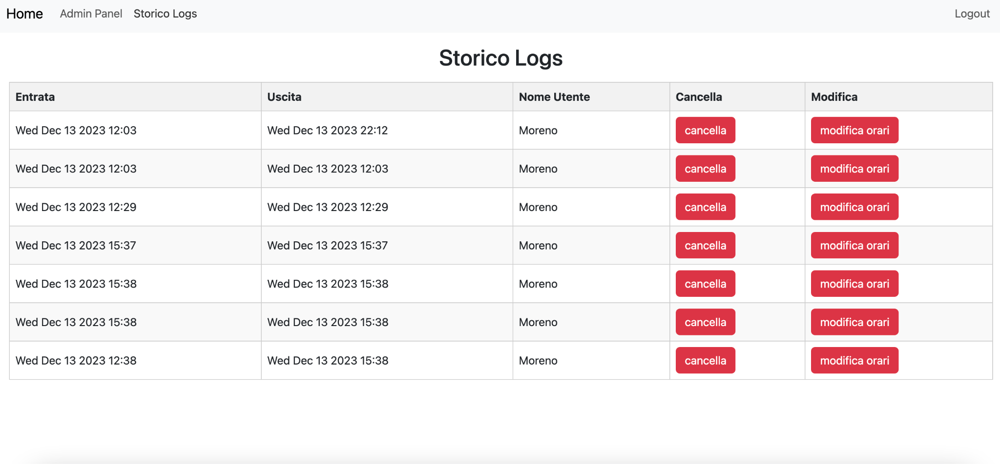 Home Admin Panel Storico Logs Logout
Storico Logs
Entrata Uscita Nome Utente Cancella Modifica
Wed Dec 13 2023 12:03 Wed Dec 13 2023 22:12 Moreno cancella modifica orari
Wed Dec 13 2023 12:03 Wed Dec 13 2023 12:03 Moreno cancella modifica orari
Wed Dec 13 2023 12:29 Wed Dec 13 2023 12:29 Moreno cancella modifica orari
Wed Dec 13 2023 15:37 Wed Dec 13 2023 15:37 Moreno cancella modifica orari
Wed Dec 13 2023 15:38 Wed Dec 13 2023 15:38 Moreno cancella modifica orari
Wed Dec 13 2023 15:38 Wed Dec 13 2023 15:38 Moreno cancella modifica orari
Wed Dec 13 2023 12:38 Wed Dec 13 2023 15:38 Moreno cancella modifica orari